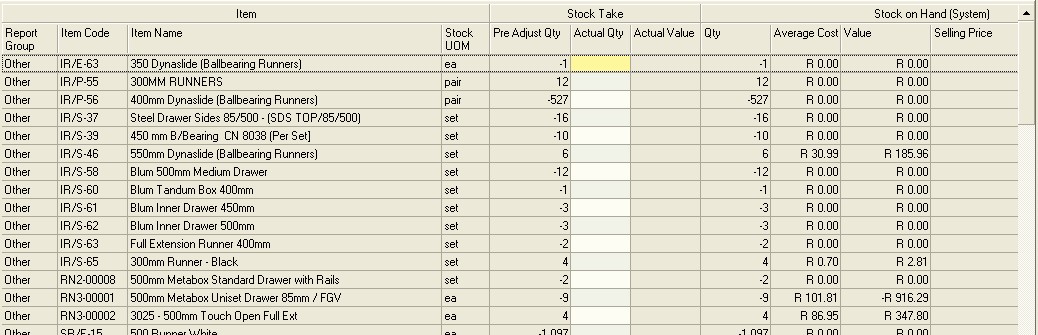 Item Stock Take Stock on Hand (System)
Report Group Item Code Item Name Stock UOM Pre Adjust Qty Actual Qty Actual Value Qty Average Cost Value Selling Price
Other IR/E-63 350 Dynaslide (Ballbearing Runners) ea -1 -1 R 0.00 R 0.00
Other IR/P-55 300MM RUNNERS pair 12 12 R 0.00 R 0.00
Other IR/P-56 400mm Dynaslide (Ballbearing Runners) pair -527 -527 R 0.00 R 0.00
Other IR/S-37 Steel Drawer Sides 85/500 - (SDS TOP/85/500) set -16 -16 R 0.00 R 0.00
Other IR/S-39 450 mm B/Bearing CN 8038 (Per Set] set -10 -10 R 0.00 R 0.00
Other IR/S-46 550mm Dynaslide (Ballbearing Runners) set 6 6 R 30.99 R 185.96
Other IR/S-58 Blum 500mm Medium Drawer set -12 -12 R 0.00 R 0.00
Other IR/S-60 Blum Tandum Box 400mm set -1 -1 R 0.00 R 0.00
Other IR/S-61 Blum Inner Drawer 450mm set -3 -3 R 0.00 R 0.00
Other IR/S-62 Blum Inner Drawer 500mm set -3 -3 R 0.00 R 0.00
Other IR/S-63 Full Extension Runner 400mm set -2 -2 R 0.00 R 0.00
Other IR/S-65 300mm Runner - Black set 4 4 R 0.70 R 2.81
Other RN2-00008 500mm Metabox Standard Drawer with Rails set -2 -2 R 0.00 R 0.00
Other RN3-00001 500mm Metabox Uniset Drawer 85mm / FGV ea -9 -9 R 101.81 -R 916.29
Other RN3-00002 3025 - 500mm Touch Open Full Ext ea 4 4 R 86.95 R 347.80
Other SR/E-15 500 Runner White ea -1,097 -1,097 R 0.00 R 0.00